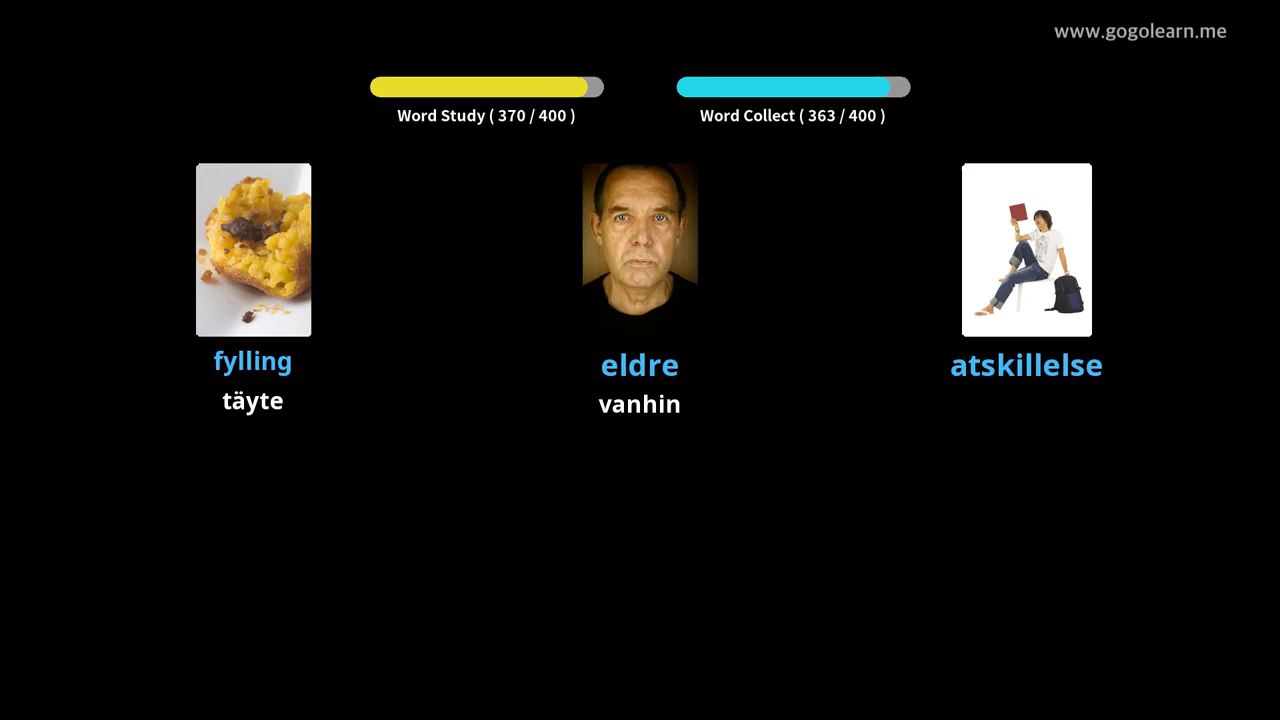 www.gogolearn.me
Word Study ( 370 / 400 )
Word Collect ( 363 / 400 )
fylling
täyte
eldre
vanhin
atskillelse